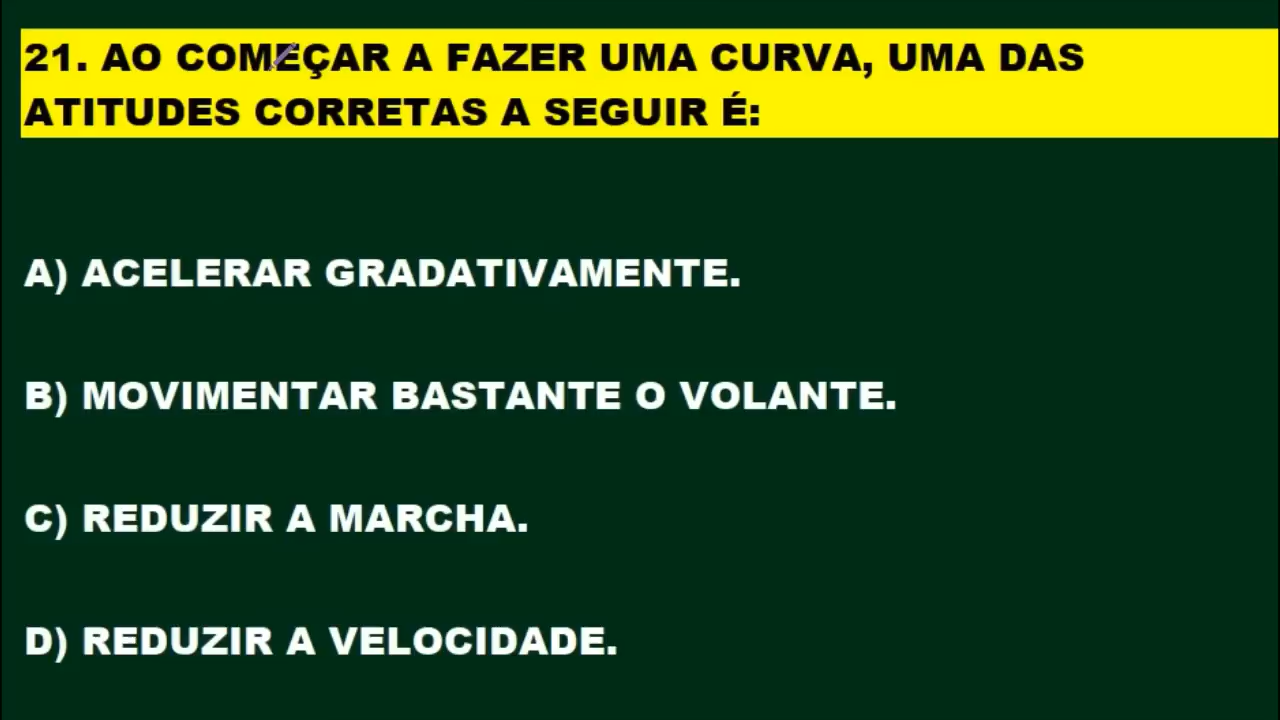 21. AO COMEÇAR A FAZER UMA CURVA, UMA DAS
ATITUDES CORRETAS A SEGUIR É:
A) ACELERAR GRADATIVAMENTE.
B) MOVIMENTAR BASTANTE O VOLANTE.
C) REDUZIR A MARCHA.
D) REDUZIR A VELOCIDADE.